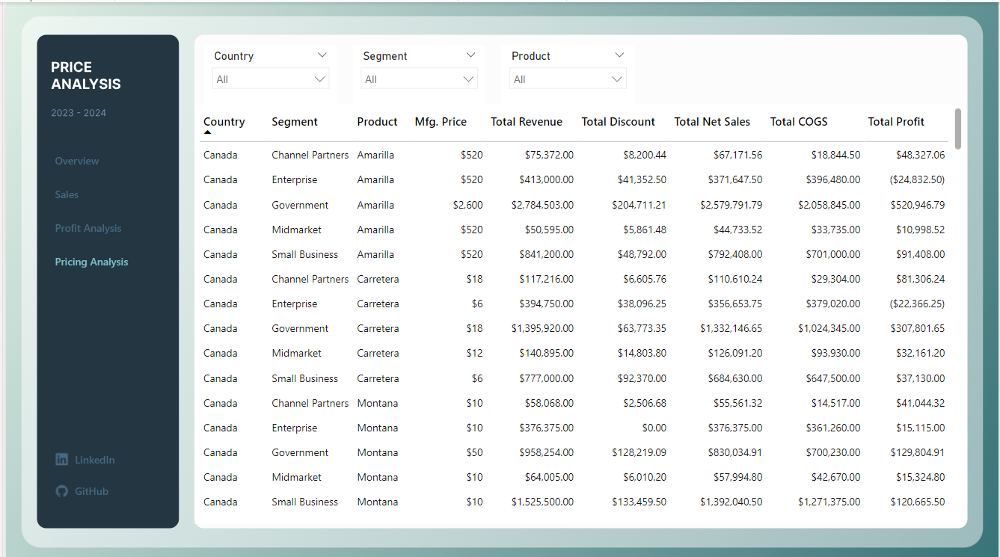 PRICE
ANALYSIS
2023 - 2024
Overview
Sales
Profit Analysis
Pricing Analysis
LinkedIn
GitHub
Country Segment Product
All All All
Country Segment Product Mfg. Price Total Revenue Total Discount Total Net Sales Total COGS Total Profit
Canada Channel Partners Amarilla $520 $75,372.00 $8,200.44 $67,171.56 $18,844.50 $48,327.06
Canada Enterprise Amarilla $520 $413,000.00 $41,352.50 $371,647.50 $396,480.00 ($24,832.50)
Canada Government Amarilla $2,600 $2,784,503.00 $204,711.21 $2,579,791.79 $2,058,845.00 $520,946.79
Canada Midmarket Amarilla $520 $50,595.00 $5,861.48 $44,733.52 $33,735.00 $10,998.52
Canada Small Business Amarilla $520 $841,200.00 $48,792.00 $792,408.00 $701,000.00 $91,408.00
Canada Channel Partners Carretera $18 $117,216.00 $6,605.76 $110,610.24 $29,304.00 $81,306.24
Canada Enterprise Carretera $6 $394,750.00 $38,096.25 $356,653.75 $379,020.00 ($22,366.25)
Canada Government Carretera $18 $1,395,920.00 $63,773.35 $1,332,146.65 $1,024,345.00 $307,801.65
Canada Midmarket Carretera $12 $140,895.00 $14,803.80 $126,091.20 $93,930.00 $32,161.20
Canada Small Business Carretera $6 $777,000.00 $92,370.00 $684,630.00 $647,500.00 $37,130.00
Canada Channel Partners Montana $10 $58,068.00 $2,506.68 $55,561.32 $14,517.00 $41,044.32
Canada Enterprise Montana $10 $376,375.00 $0.00 $376,375.00 $361,260.00 $15,115.00
Canada Government Montana $50 $958,254.00 $128,219.09 $830,034.91 $700,230.00 $129,804.91
Canada Midmarket Montana $10 $64,005.00 $6,010.20 $57,994.80 $42,670.00 $15,324.80
Canada Small Business Montana $10 $1,525,500.00 $133,459.50 $1,392,040.50 $1,271,375.00 $120,665.50